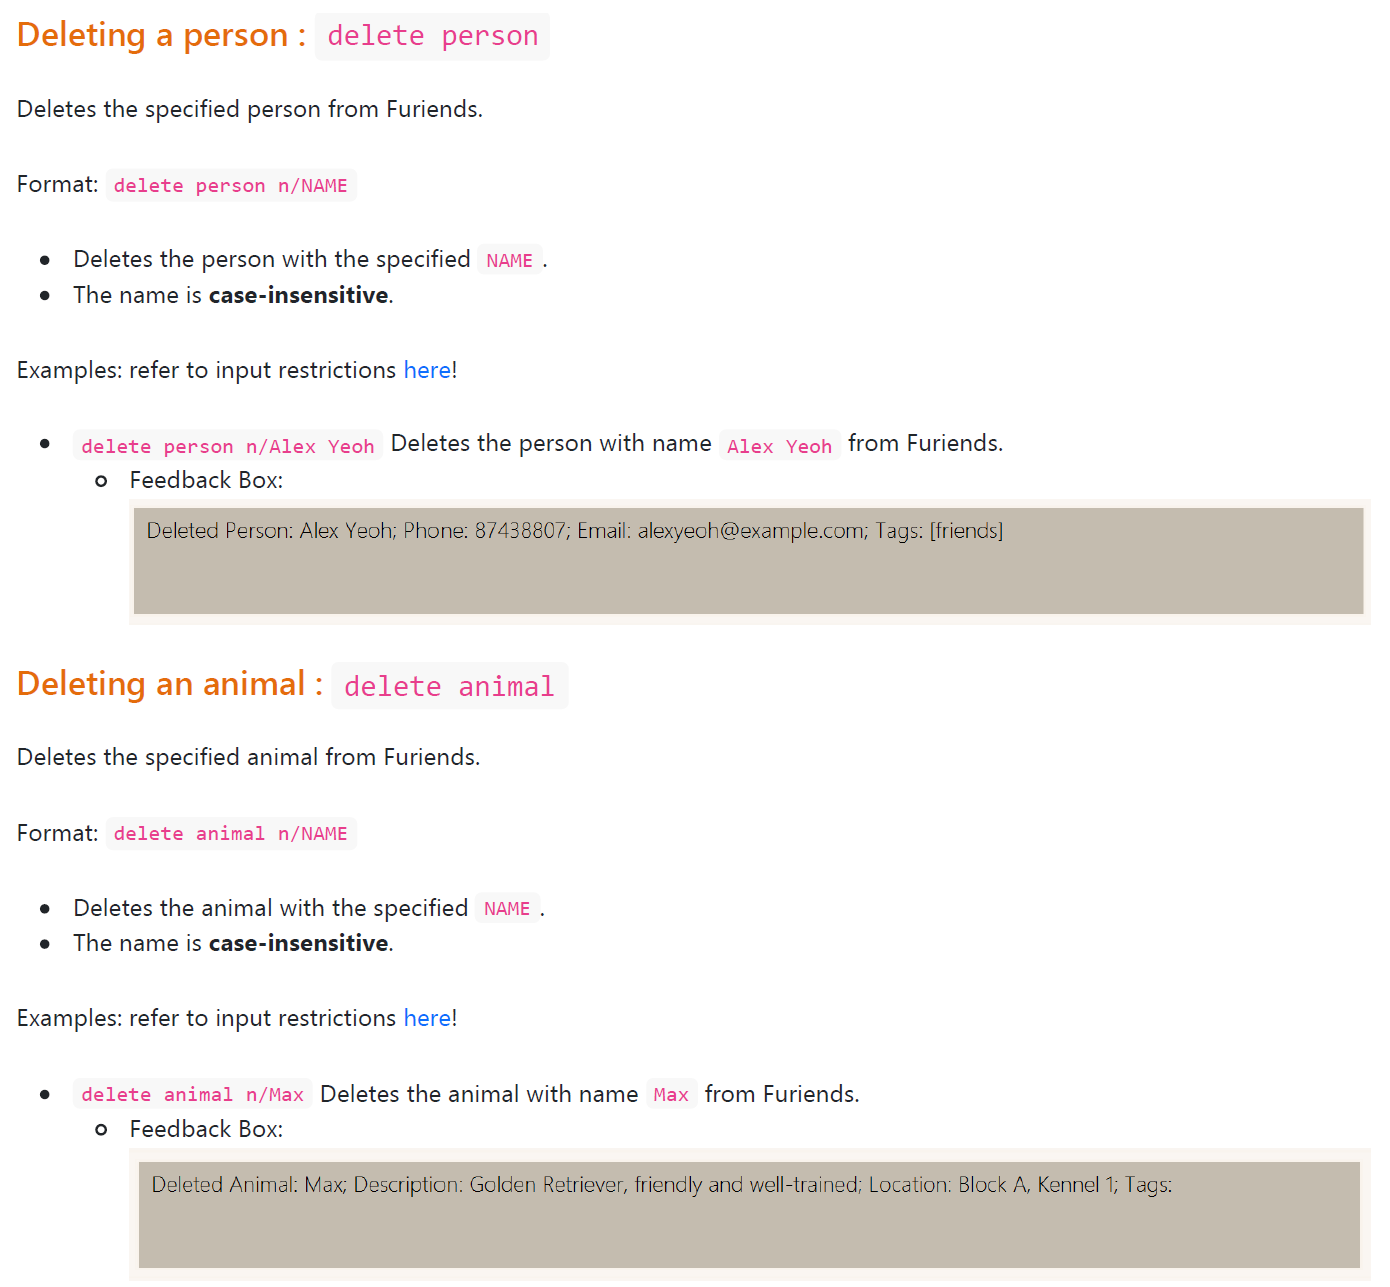 Deleting a person : delete person
Deletes the specified person from Furiends.
Format: delete person n/NAME
Deletes the person with the specified NAME .
The name is case-insensitive.
Examples: refer to input restrictions here!
delete person n/Alex Yeoh Deletes the person with name Alex Yeoh from Furiends.
Feedback Box:
Deleted Person: Alex Yeoh; Phone: 87438807; Email: alexyeoh@example.com; Tags: [friends]
Deleting an animal : delete animal
Deletes the specified animal from Furiends.
Format: delete animal n/NAME
Deletes the animal with the specified NAME .
The name is case-insensitive.
Examples: refer to input restrictions here!
delete animal n/Max Deletes the animal with name Max from Furiends.
Feedback Box:
Deleted Animal: Max; Description: Golden Retriever, friendly and well-trained; Location: Block A, Kennel 1; Tags: